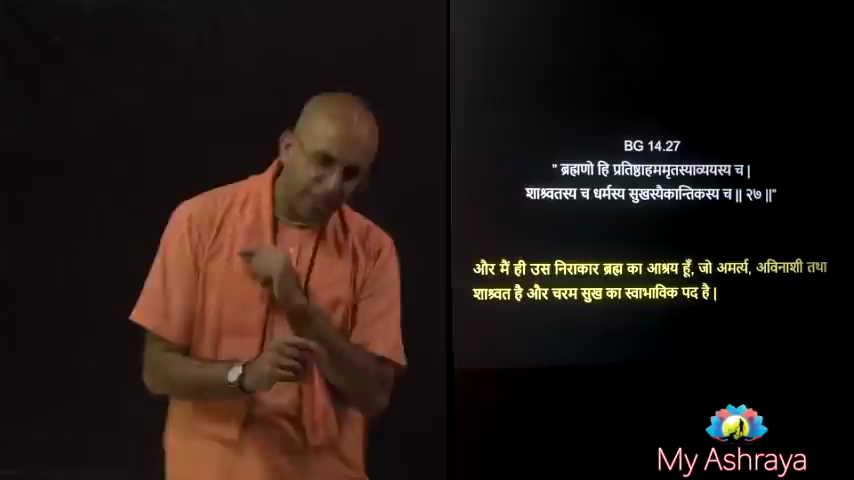 BG 14.27
" ब्रह्मणो हि प्रतिष्ठाहममृतस्याव्ययस्य च |
शाश्र्वतस्य च धर्मस्य सुखस्यैकान्तिकस्य च || २७ ||"
और मैं ही उस निराकार ब्रह्म का आश्रय हूँ, जो अमर्त्य, अविनाशी तथा
शाश्र्वत है और चरम सुख का स्वाभाविक पद है |
My Ashraya